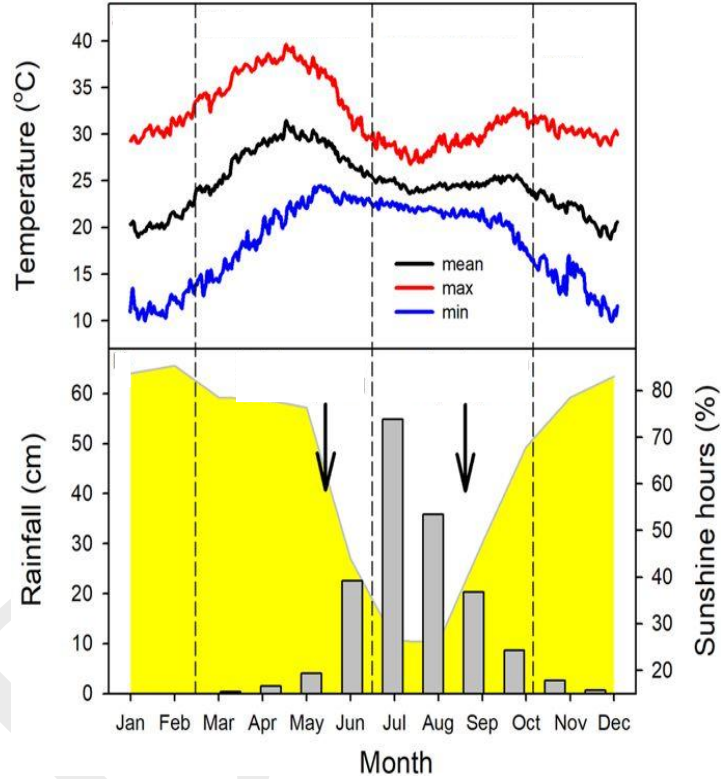 Temperature (°C)
40
35
30
25
20
15
10
mean
max
min
Rainfall (cm)
60
50
40
30
20
10
0
80
70
60
50
40
30
20
Sunshine hours (%)
Jan Feb Mar Apr May Jun Jul Aug Sep Oct Nov Dec
Month